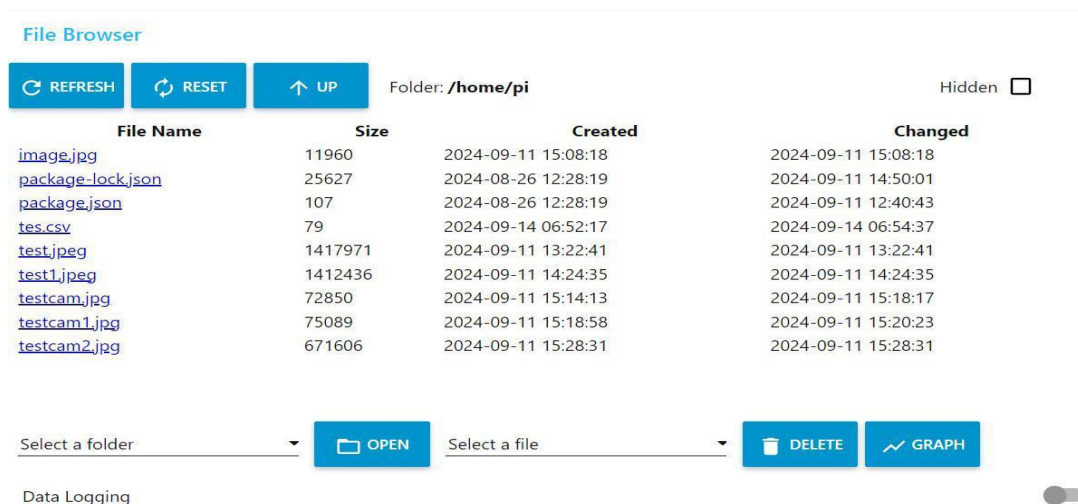 File Browser
REFRESH RESET UP Folder: /home/pi Hidden
File Name Size Created Changed
image.jpg 11960 2024-09-11 15:08:18 2024-09-11 15:08:18
package-lock.json 25627 2024-08-26 12:28:19 2024-09-11 14:50:01
package.json 107 2024-08-26 12:28:19 2024-09-11 12:40:43
tes.csv 79 2024-09-14 06:52:17 2024-09-14 06:54:37
test.jpeg 1417971 2024-09-11 13:22:41 2024-09-11 13:22:41
test1.jpeg 1412436 2024-09-11 14:24:35 2024-09-11 14:24:35
testcam.jpg 72850 2024-09-11 15:14:13 2024-09-11 15:18:17
testcam1.jpg 75089 2024-09-11 15:18:58 2024-09-11 15:20:23
testcam2.jpg 671606 2024-09-11 15:28:31 2024-09-11 15:28:31
Select a folder OPEN Select a file DELETE GRAPH
Data Logging